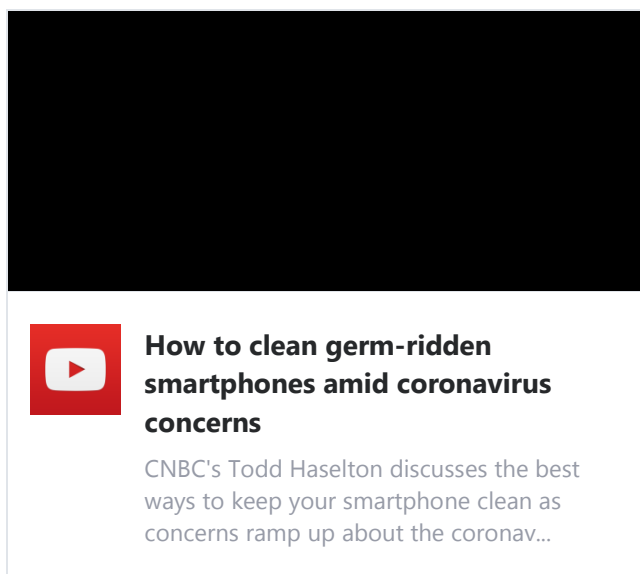 How to clean germ-ridden
smartphones amid coronavirus
concerns
CNBC's Todd Haselton discusses the best
ways to keep your smartphone clean as
concerns ramp up about the coronav...